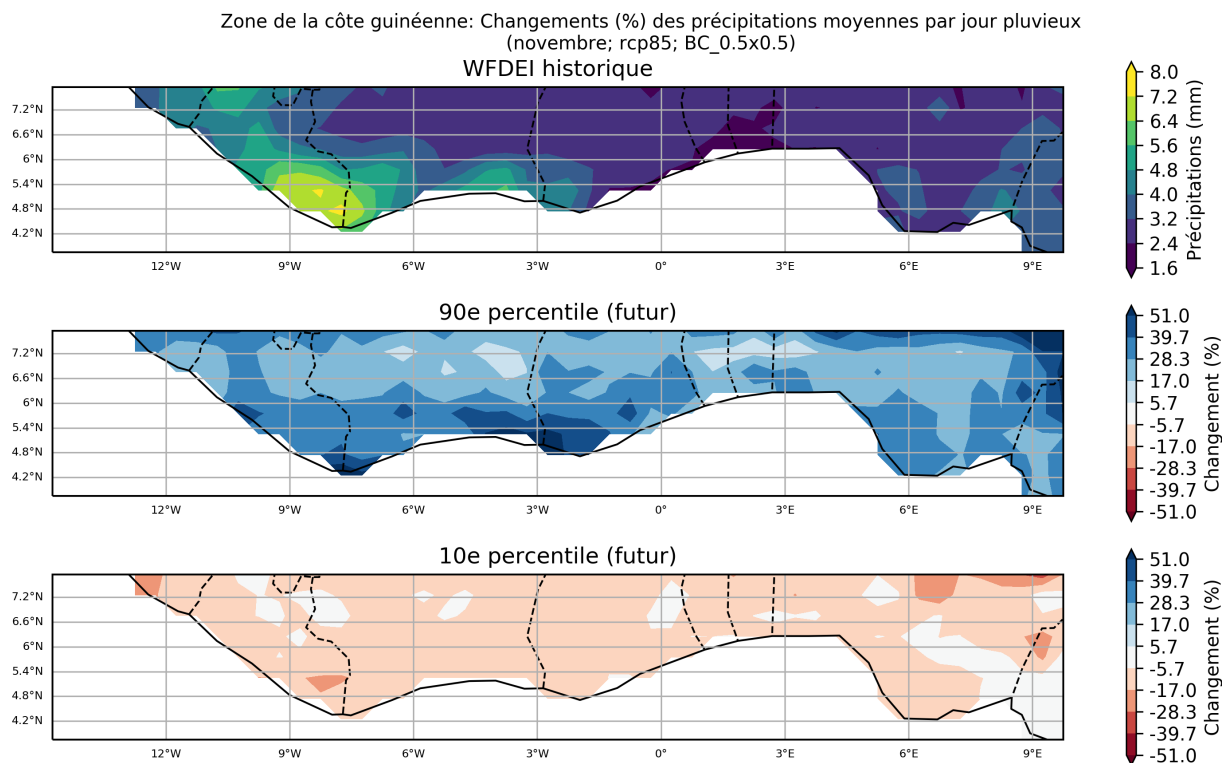 Zone de la côte guinéenne: Changements (%) des précipitations moyennes par jour pluvieux
(novembre; rcp85; BC_0.5x0.5)
WFDEI historique
7.2°N
6.6°N
6°N
5.4°N
4.8°N
4.2°N
12°W 9°W 6°W 3°W 0° 3°E 6°E 9°E
8.0
7.2
6.4
5.6
4.8
4.0
3.2
2.4
1.6
Précipitations (mm)
90e percentile (futur)
7.2°N
6.6°N
6°N
5.4°N
4.8°N
4.2°N
12°W 9°W 6°W 3°W 0° 3°E 6°E 9°E
51.0
39.7
28.3
17.0
5.7
-5.7
-17.0
-28.3
-39.7
-51.0
Changement (%)
10e percentile (futur)
7.2°N
6.6°N
6°N
5.4°N
4.8°N
4.2°N
12°W 9°W 6°W 3°W 0° 3°E 6°E 9°E
51.0
39.7
28.3
17.0
5.7
-5.7
-17.0
-28.3
-39.7
-51.0
Changement (%)